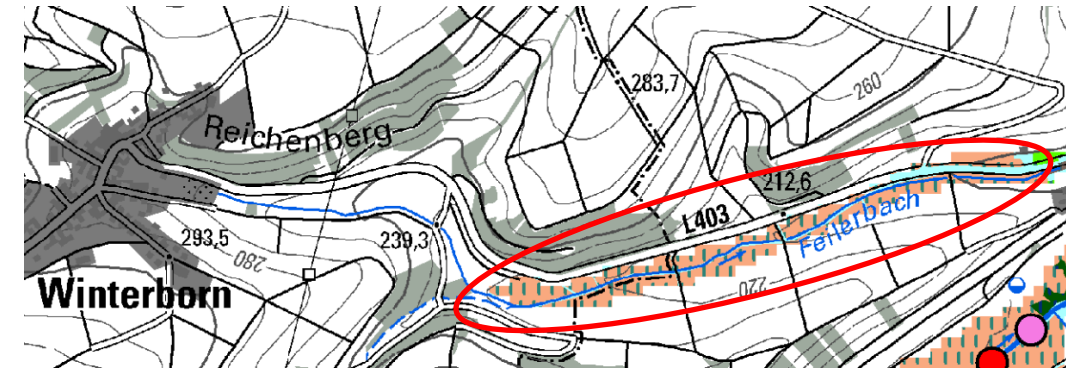 283,7
260
Reichenberg
212,6
L403
Feilerbach
293,5
239,3
280
220
Winterborn